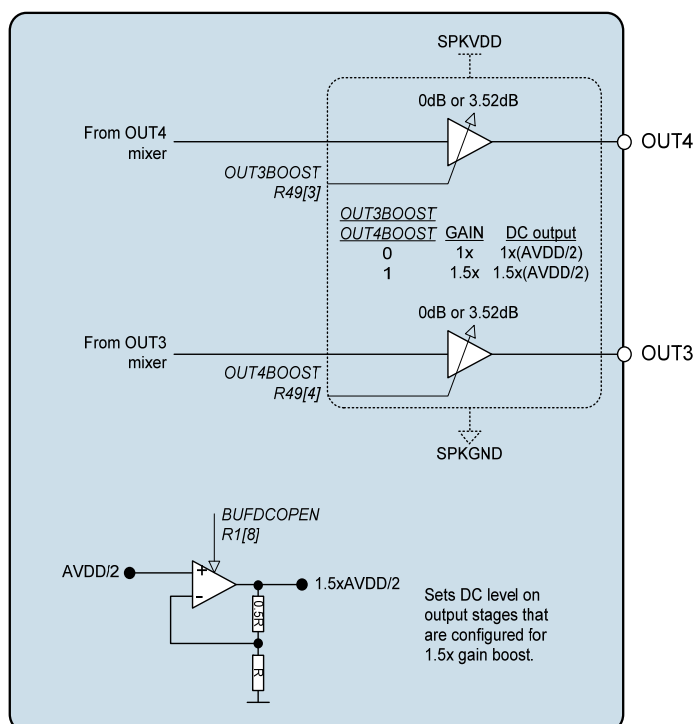 SPKVDD
0dB or 3.52dB
From OUT4
mixer
OUT4
OUT3BOOST
R49[3]
OUT3BOOST
OUT4BOOST GAIN DC output
0 1x 1x(AVDD/2)
1 1.5x 1.5x(AVDD/2)
0dB or 3.52dB
From OUT3
mixer
OUT3
OUT4BOOST
R49[4]
SPKGND
BUFDCOPEN
R1[8]
AVDD/2
+
-
1.5xAVDD/2
0.5R
R
Sets DC level on
output stages that
are configured for
1.5x gain boost.